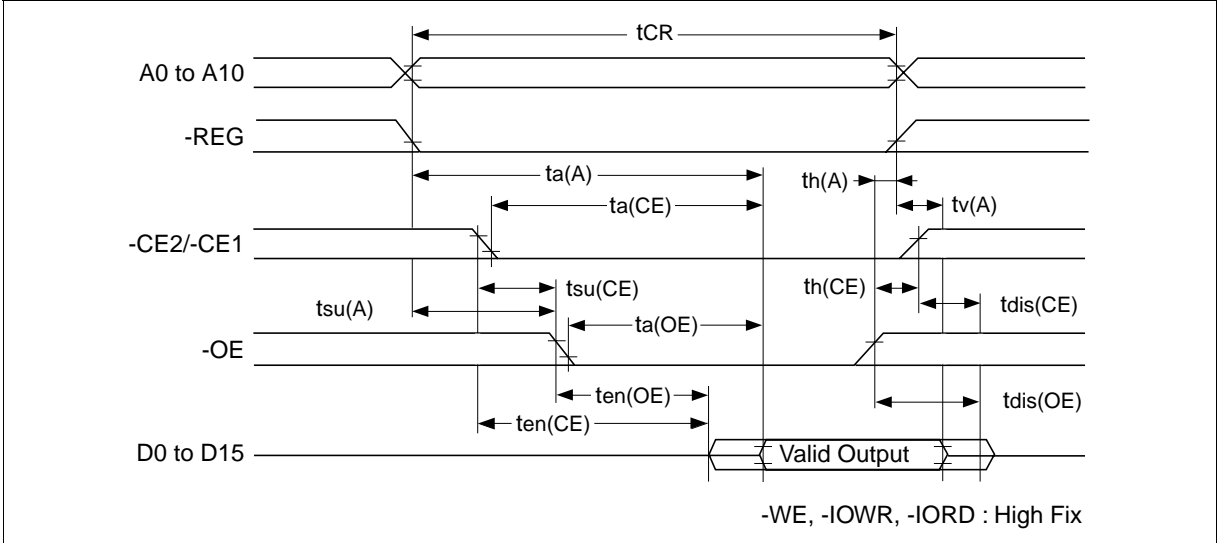 tCR
A0 to A10
-REG
ta(A)
th(A)
ta(CE)
tv(A)
-CE2/-CE1
tsu(CE)
th(CE)
tsu(A)
tdis(CE)
ta(OE)
-OE
ten(OE)
tdis(OE)
ten(CE)
D0 to D15
Valid Output
-WE, -IOWR, -IORD : High Fix